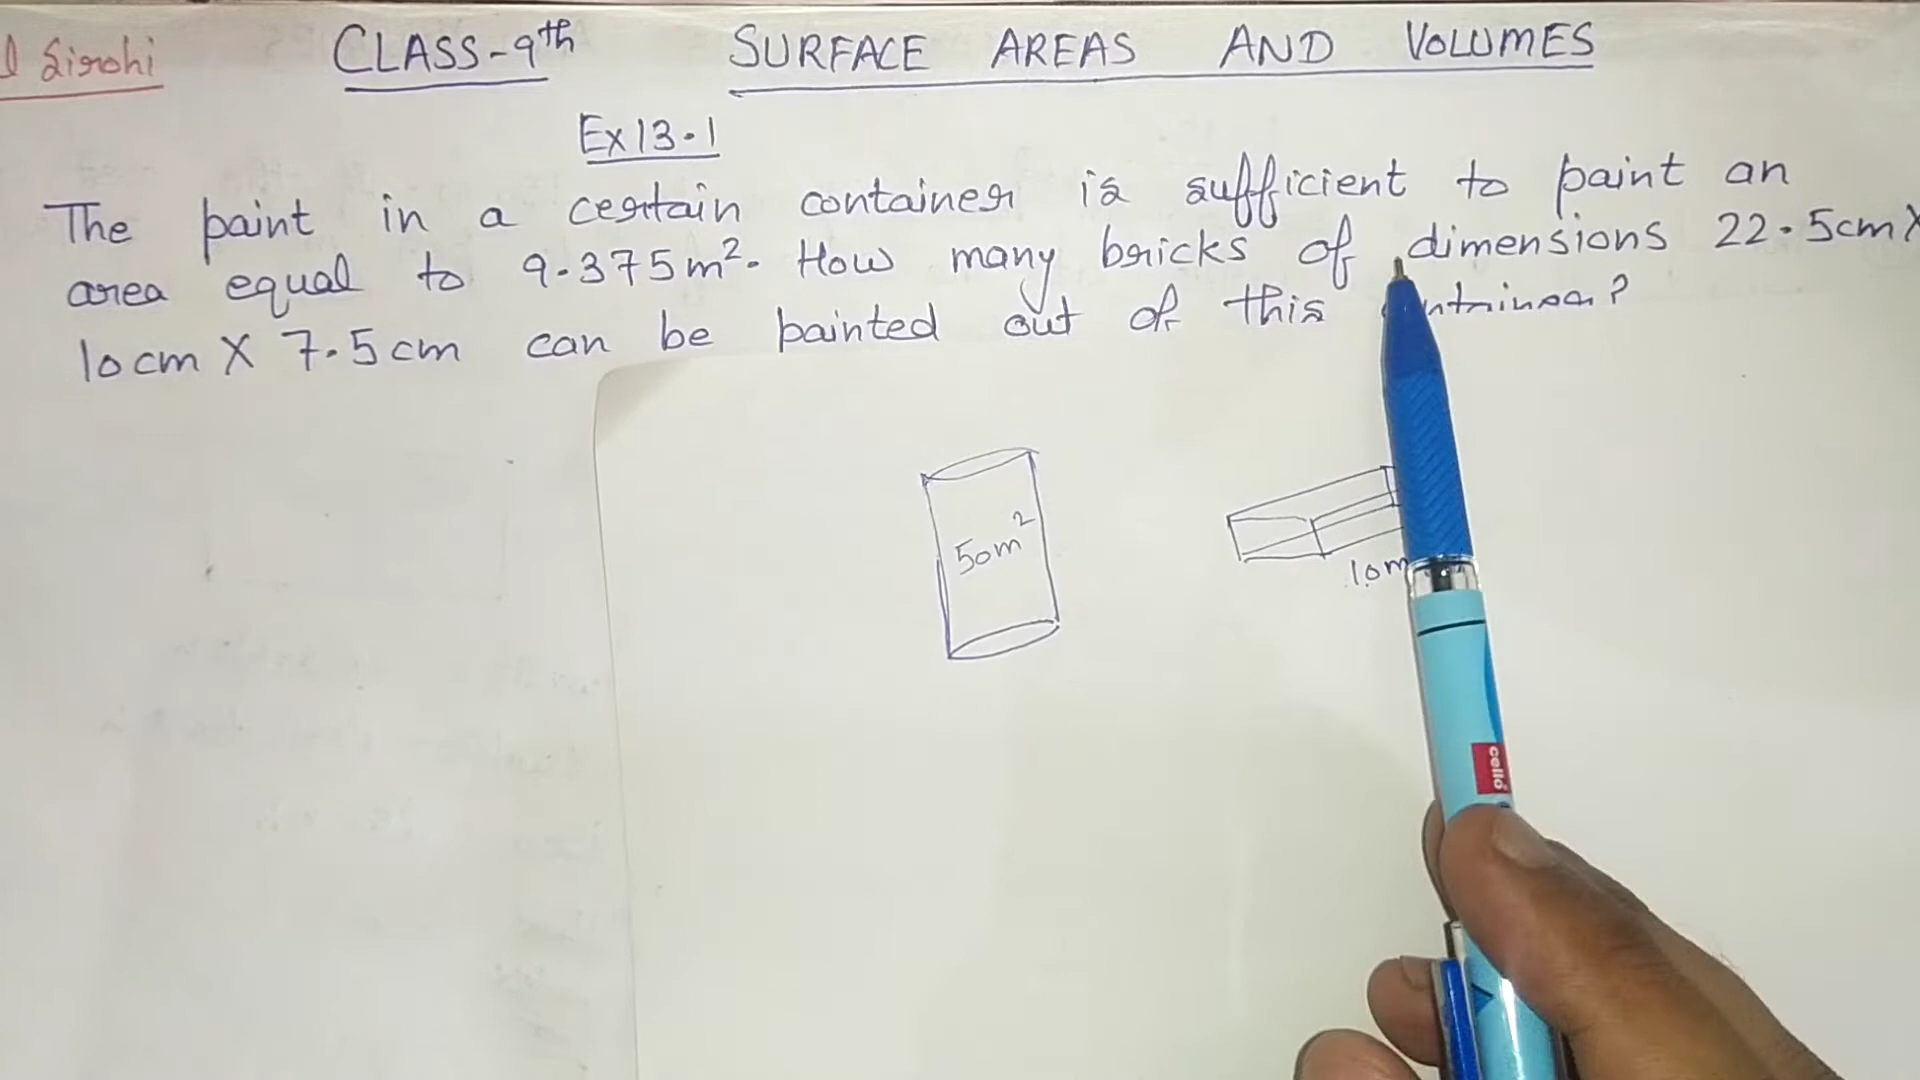 Sirohi
CLASS-9th SURFACE AREAS AND VOLUMES
Ex 13.1
The paint in a certain container is sufficient to paint an
area equal to 9.375m². How many bricks of dimensions 22.5cm X
10cm X 7.5cm can be painted out of this container?
50m²
10m
cello